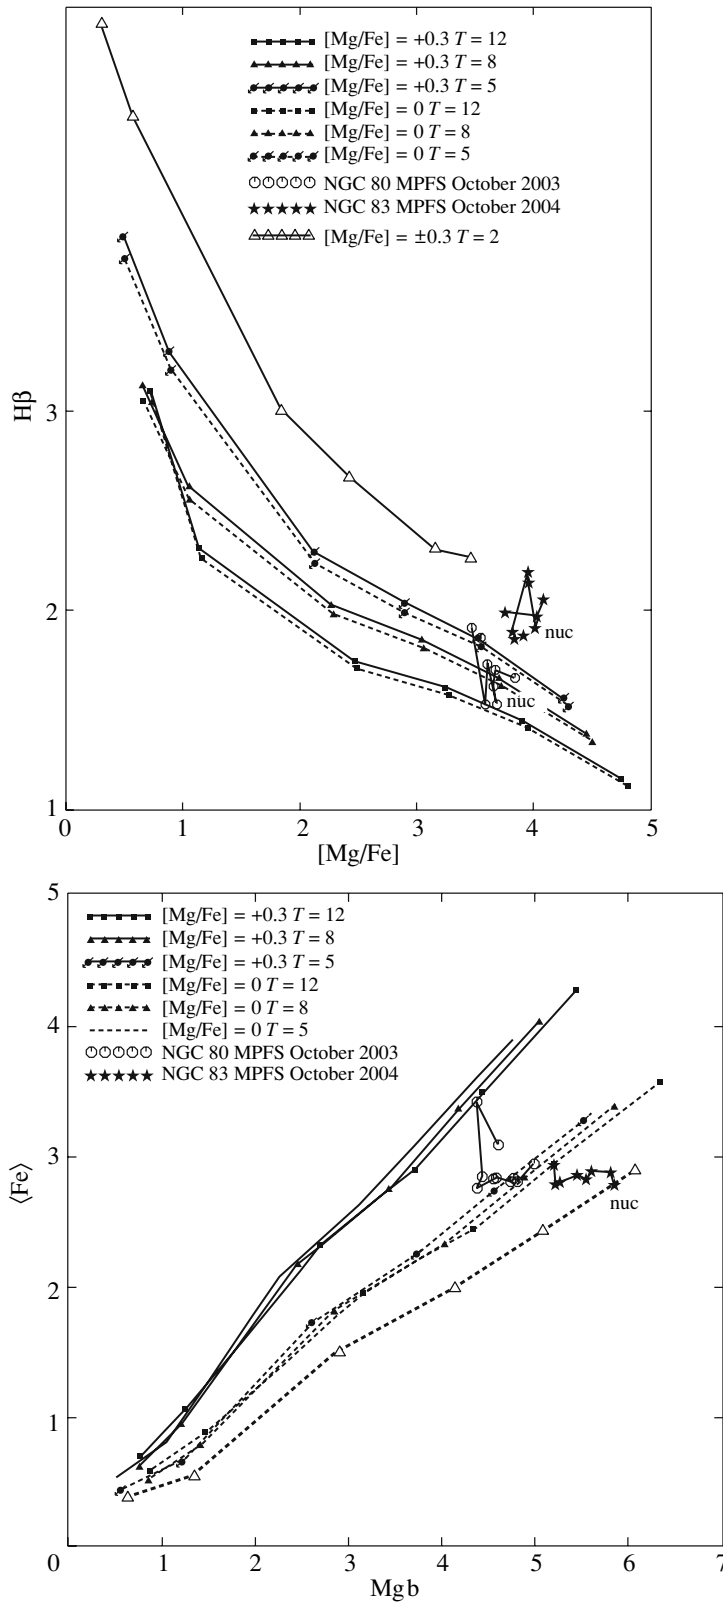 [Mg/Fe] = +0.3 T = 12
[Mg/Fe] = +0.3 T = 8
[Mg/Fe] = +0.3 T = 5
[Mg/Fe] = 0 T = 12
[Mg/Fe] = 0 T = 8
[Mg/Fe] = 0 T = 5
NGC 80 MPFS October 2003
NGC 83 MPFS October 2004
[Mg/Fe] = ±0.3 T = 2
Hβ
3
2
1
nuc
nuc
0 1 2 3 4 5
[Mg/Fe]
5
4
3
2
1
0
[Mg/Fe] = +0.3 T = 12
[Mg/Fe] = +0.3 T = 8
[Mg/Fe] = +0.3 T = 5
[Mg/Fe] = 0 T = 12
[Mg/Fe] = 0 T = 8
[Mg/Fe] = 0 T = 5
NGC 80 MPFS October 2003
NGC 83 MPFS October 2004
⟨Fe⟩
nuc
0 1 2 3 4 5 6 7
Mgb